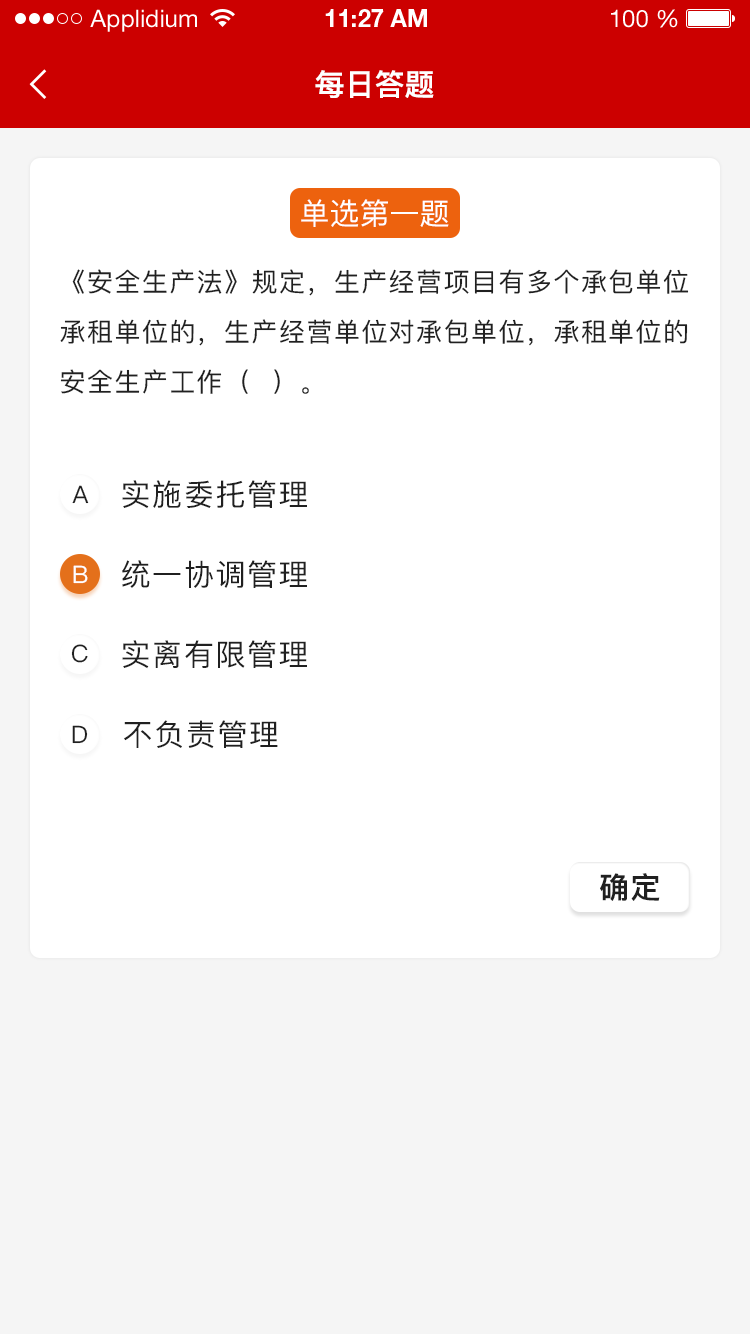 Applidium 11:27 AM 100 %
每日答题
单选第一题
《安全生产法》规定，生产经营项目有多个承包单位
承租单位的，生产经营单位对承包单位，承租单位的
安全生产工作（ ）。
A 实施委托管理
B 统一协调管理
C 实离有限管理
D 不负责管理
确定